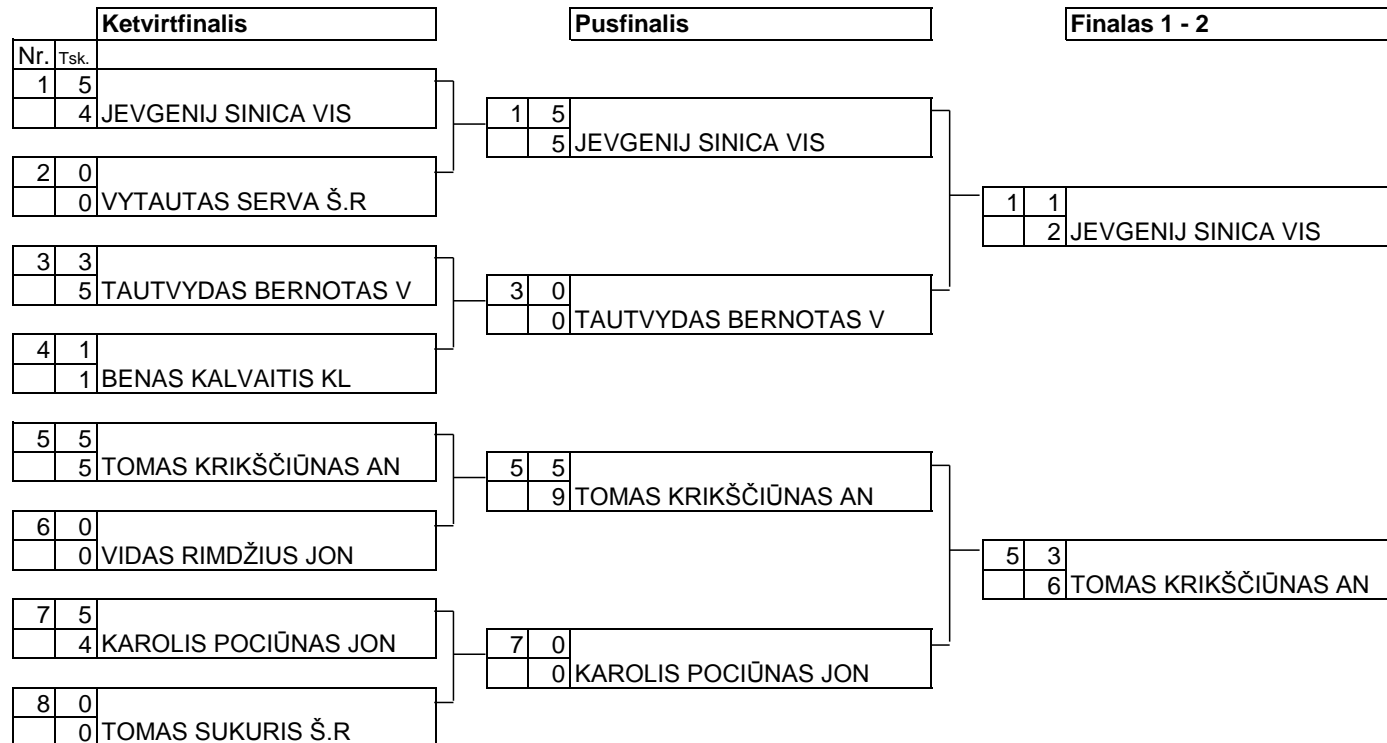 Ketvirtfinalis Pusfinalis Finalas 1 - 2
Nr. Tsk.
1 5
4 JEVGENIJ SINICA VIS
1 5
5 JEVGENIJ SINICA VIS
2 0
0 VYTAUTAS SERVA Š.R
1 1
2 JEVGENIJ SINICA VIS
3 3
5 TAUTVYDAS BERNOTAS V
3 0
0 TAUTVYDAS BERNOTAS V
4 1
1 BENAS KALVAITIS KL
5 5
5 TOMAS KRIKŠČIŪNAS AN
5 5
9 TOMAS KRIKŠČIŪNAS AN
6 0
0 VIDAS RIMDŽIUS JON
5 3
6 TOMAS KRIKŠČIŪNAS AN
7 5
4 KAROLIS POCIŪNAS JON
7 0
0 KAROLIS POCIŪNAS JON
8 0
0 TOMAS SUKURIS Š.R